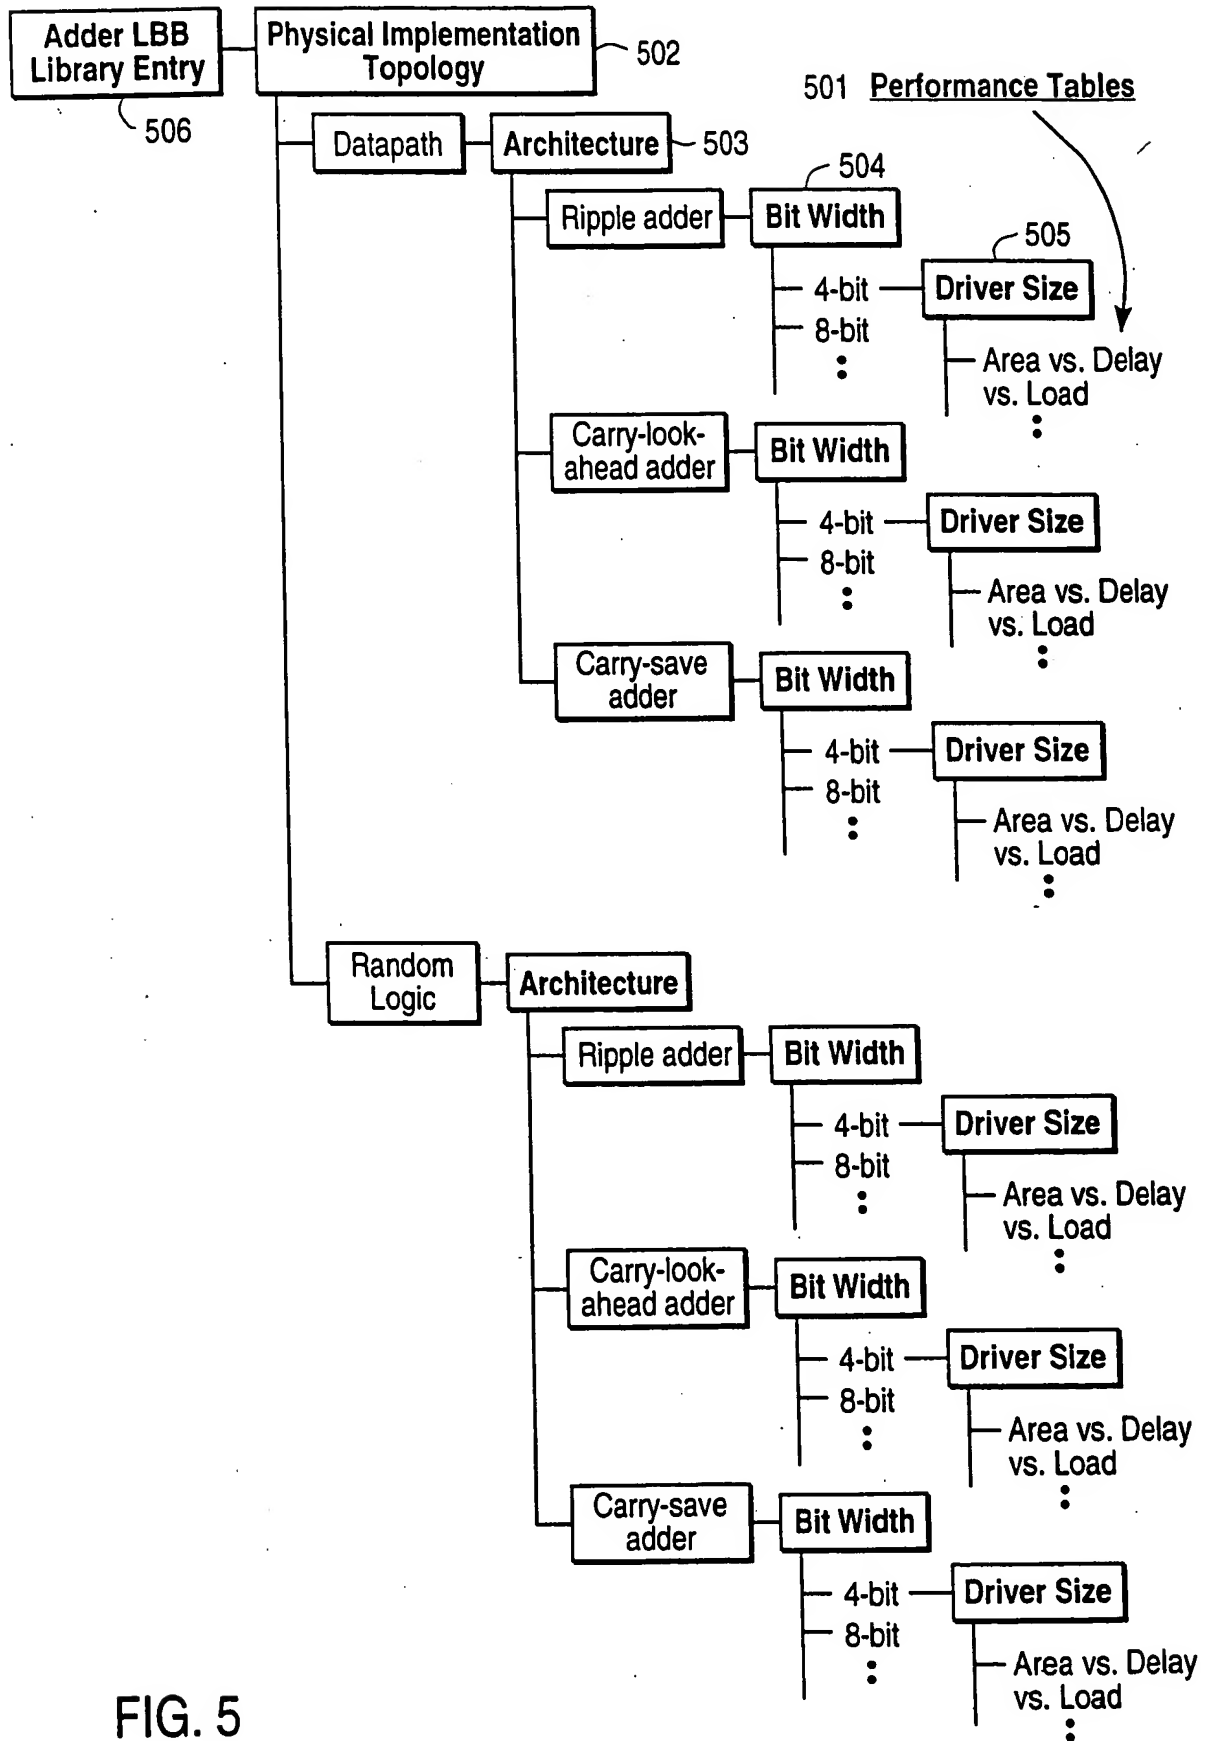 Adder LBB
Library Entry
506
Physical Implementation
Topology
502
501 Performance Tables
Datapath
Architecture
503
504
Ripple adder
Bit Width
505
4-bit
Driver Size
8-bit
Area vs. Delay
vs. Load
Carry-look-
ahead adder
Bit Width
4-bit
Driver Size
8-bit
Area vs. Delay
vs. Load
Carry-save
adder
Bit Width
4-bit
Driver Size
8-bit
Area vs. Delay
vs. Load
Random
Logic
Architecture
Ripple adder
Bit Width
4-bit
Driver Size
8-bit
Area vs. Delay
vs. Load
Carry-look-
ahead adder
Bit Width
4-bit
Driver Size
8-bit
Area vs. Delay
vs. Load
Carry-save
adder
Bit Width
4-bit
Driver Size
8-bit
Area vs. Delay
vs. Load
FIG. 5